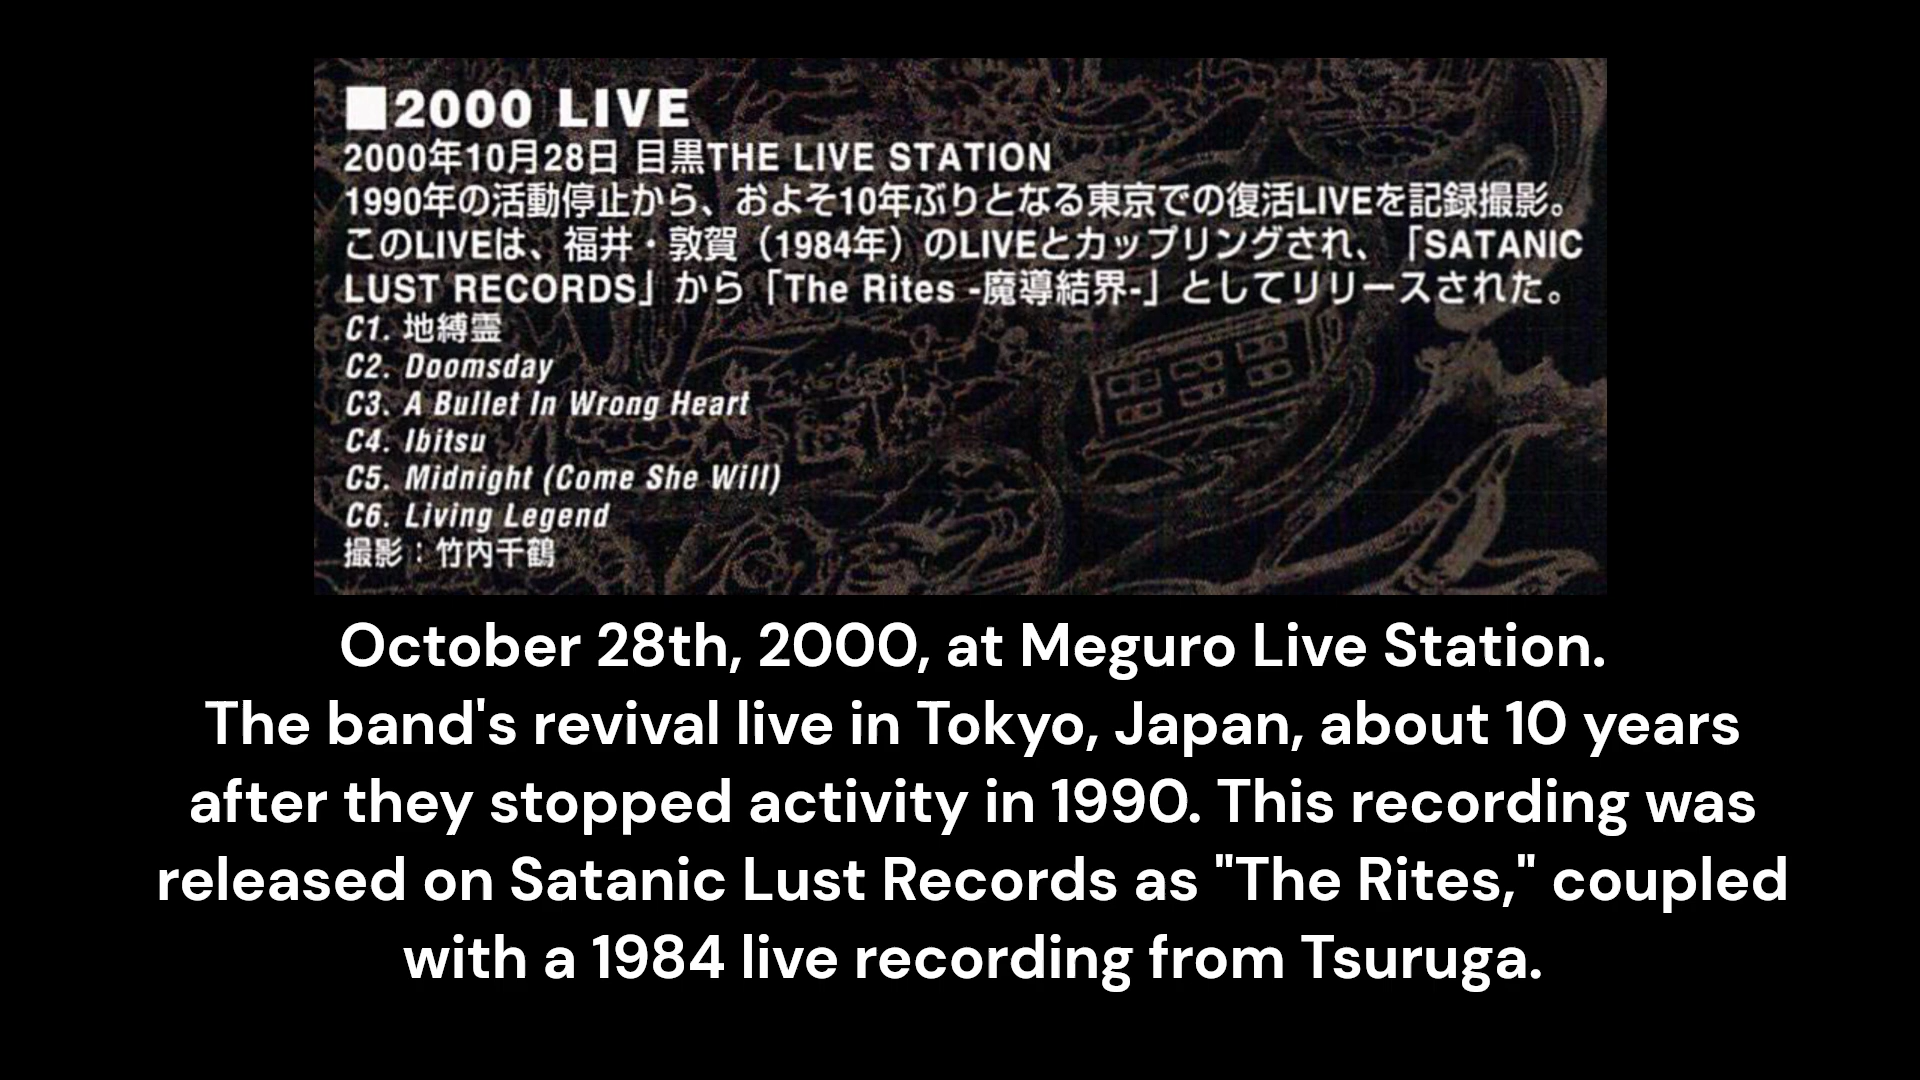 ■2000 LIVE
2000年10月28日 目黒THE LIVE STATION
1990年の活動停止から、およそ10年ぶりとなる東京での復活LIVEを記録撮影。
このLIVEは、福井・敦賀（1984年）のLIVEとカップリングされ、「SATANIC
LUST RECORDS」から「The Rites -魔導結界-」としてリリースされた。
C1. 地縛霊
C2. Doomsday
C3. A Bullet In Wrong Heart
C4. Ibitsu
C5. Midnight (Come She Will)
C6. Living Legend
撮影：竹内千鶴
October 28th, 2000, at Meguro Live Station.
The band's revival live in Tokyo, Japan, about 10 years
after they stopped activity in 1990. This recording was
released on Satanic Lust Records as "The Rites," coupled
with a 1984 live recording from Tsuruga.